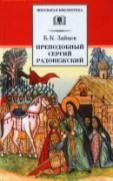 ШКОЛЬНАЯ БИБЛИОТЕКА
Б. К. Зайцев
ПРЕПОДОБНЫЙ
СЕРГИЙ
РАДОНЕЖСКИЙ